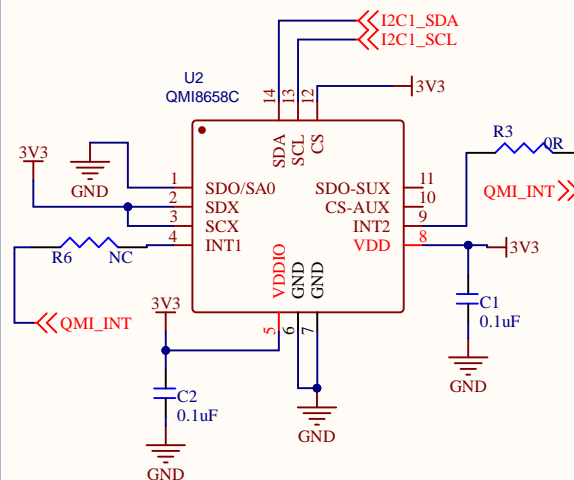 I2C1_SDA
I2C1_SCL
U2
QMI8658C
14
13
12
3V3
SDA
SCL
CS
R3
0R
3V3
GND
1
SDO/SA0
SDO-SUX
11
2
SDX
CS-AUX
10
3
SCX
INT2
9
4
INT1
VDD
8
QMI_INT
3V3
R6
NC
VDDIO
GND
GND
3V3
QMI_INT
5
6
7
C1
0.1uF
GND
C2
0.1uF
GND
GND